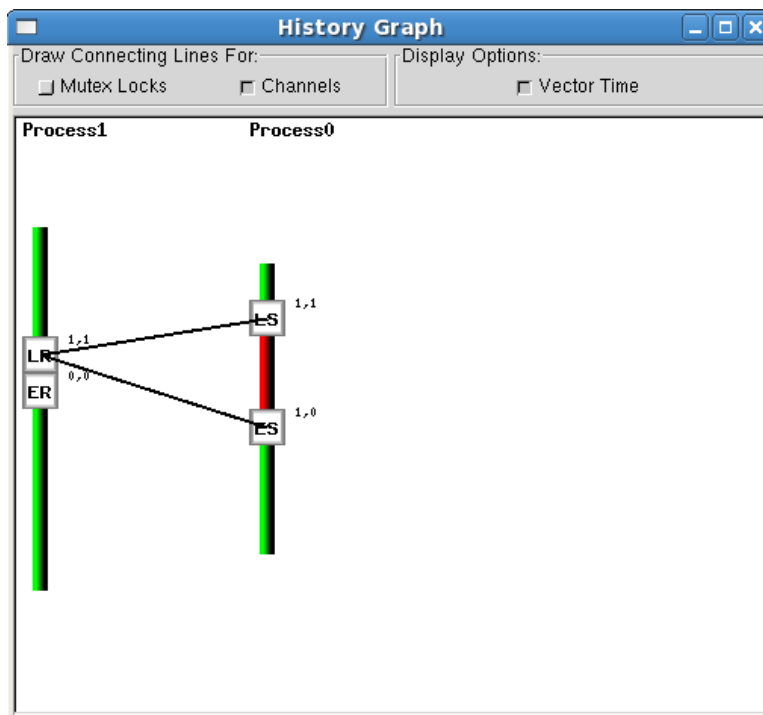 History Graph
Draw Connecting Lines For:
Display Options:
Mutex Locks
Channels
Vector Time
Process1
Process0
1,1
LS
1,1
LR
0,0
ER
1,0
ES